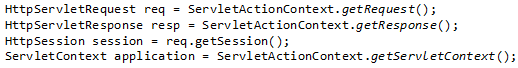 HttpServletRequest req = ServletActionContext.getRequest();
HttpServletResponse resp = ServletActionContext.getResponse();
HttpSession session = req.getSession();
ServletContext application = ServletActionContext.getServletContext();